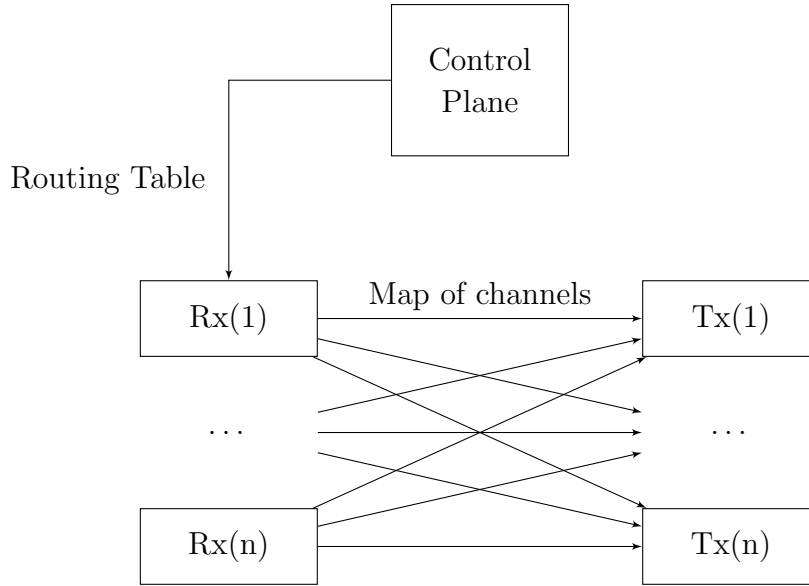 Control
Plane
Routing Table
Map of channels
Rx(1)
Tx(1)
...
...
Rx(n)
Tx(n)